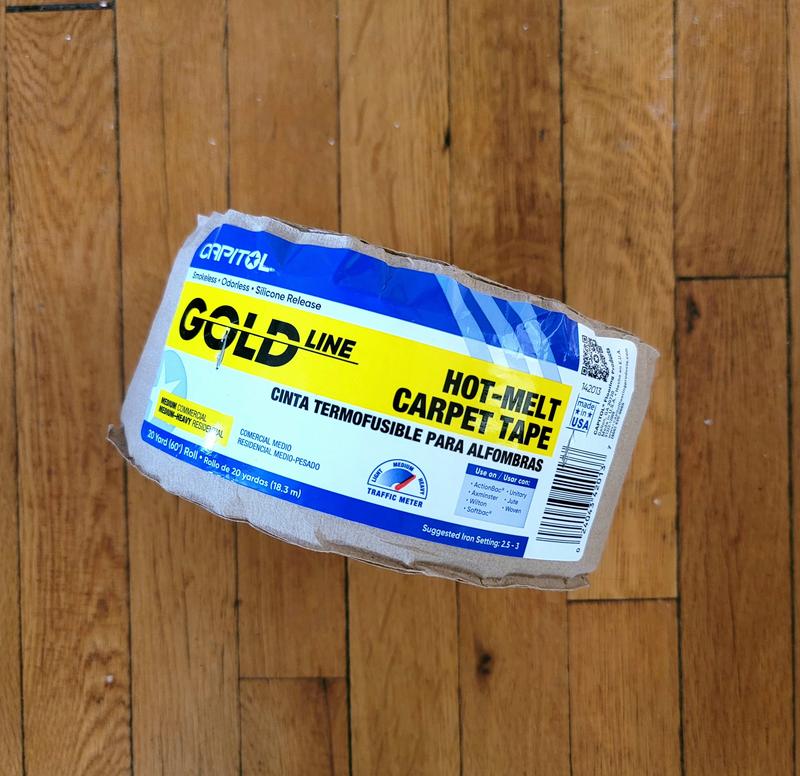 CAPITOL
Smokeless • Odorless • Silicone Release
GOLD LINE
HOT-MELT
CARPET TAPE
CINTA TERMOFUSIBLE PARA ALFOMBRAS
MEDIUM COMMERCIAL
MEDIUM-HEAVY RESIDENTIAL
COMERCIAL MEDIO
RESIDENCIAL MEDIO-PESADO
20 Yard (60') Roll • Rollo de 20 yardas (18.3 m)
LIGHT MEDIUM HEAVY
TRAFFIC METER
Use on / Usar con:
• ActionBac® • Unitary
• Axminster • Jute
• Wilton • Woven
• Softbac®
Suggested Iron Setting: 2.5 - 3
142013
made
in
USA